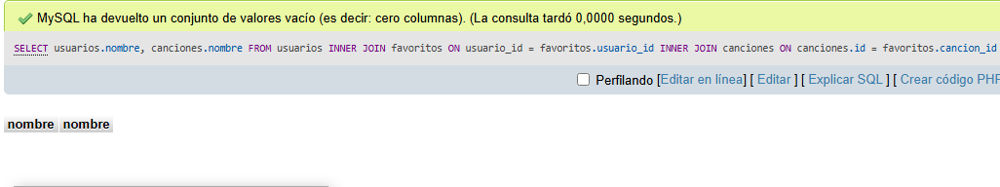 MySQL ha devuelto un conjunto de valores vacío (es decir: cero columnas). (La consulta tardó 0,0000 segundos.)
SELECT usuarios.nombre, canciones.nombre FROM usuarios INNER JOIN favoritos ON usuario_id = favoritos.usuario_id INNER JOIN canciones ON canciones.id = favoritos.cancion_id
Perfilando [Editar en línea] [ Editar ] [ Explicar SQL ] [ Crear código PHP
nombre nombre